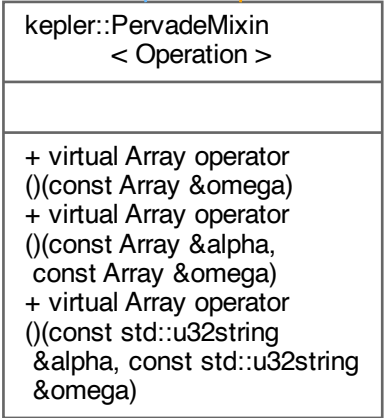 kepler::PervadeMixin
< Operation >
+ virtual Array operator
()(const Array &omega)
+ virtual Array operator
()(const Array &alpha,
const Array &omega)
+ virtual Array operator
()(const std::u32string
&alpha, const std::u32string
&omega)